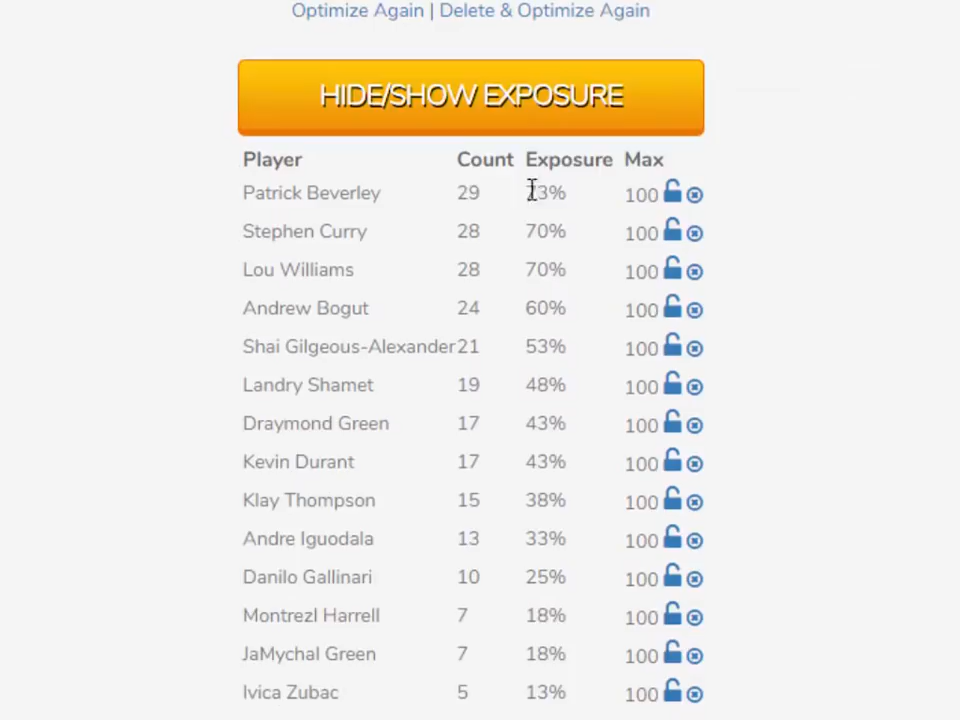 Optimize Again | Delete & Optimize Again
HIDE/SHOW EXPOSURE
Player Count Exposure Max
Patrick Beverley 29 100
Stephen Curry 28 70% 100
Lou Williams 28 70% 100
Andrew Bogut 24 60% 100
Shai Gilgeous-Alexander 21 53% 100
Landry Shamet 19 48% 100
Draymond Green 17 43% 100
Kevin Durant 17 43% 100
Klay Thompson 15 38% 100
Andre Iguodala 13 33% 100
Danilo Gallinari 10 25% 100
Montrezl Harrell 7 18% 100
JaMychal Green 7 18% 100
Ivica Zubac 5 13% 100